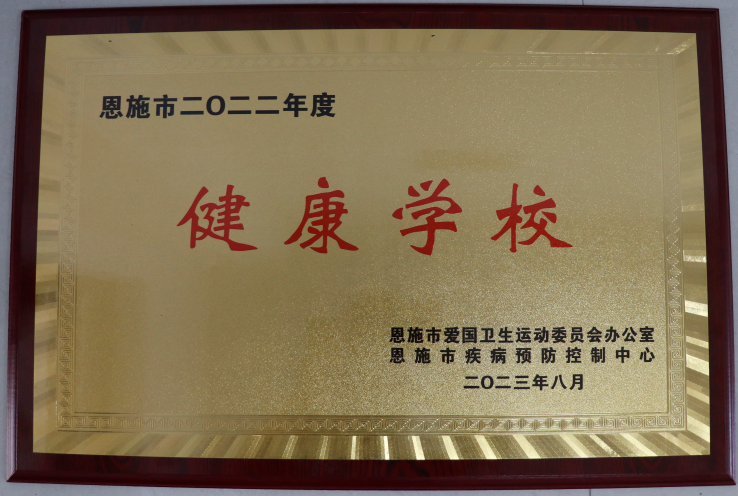 恩施市二〇二二年度
健康学校
恩施市爱国卫生运动委员会办公室
恩施市疾病预防控制中心
二〇二三年八月